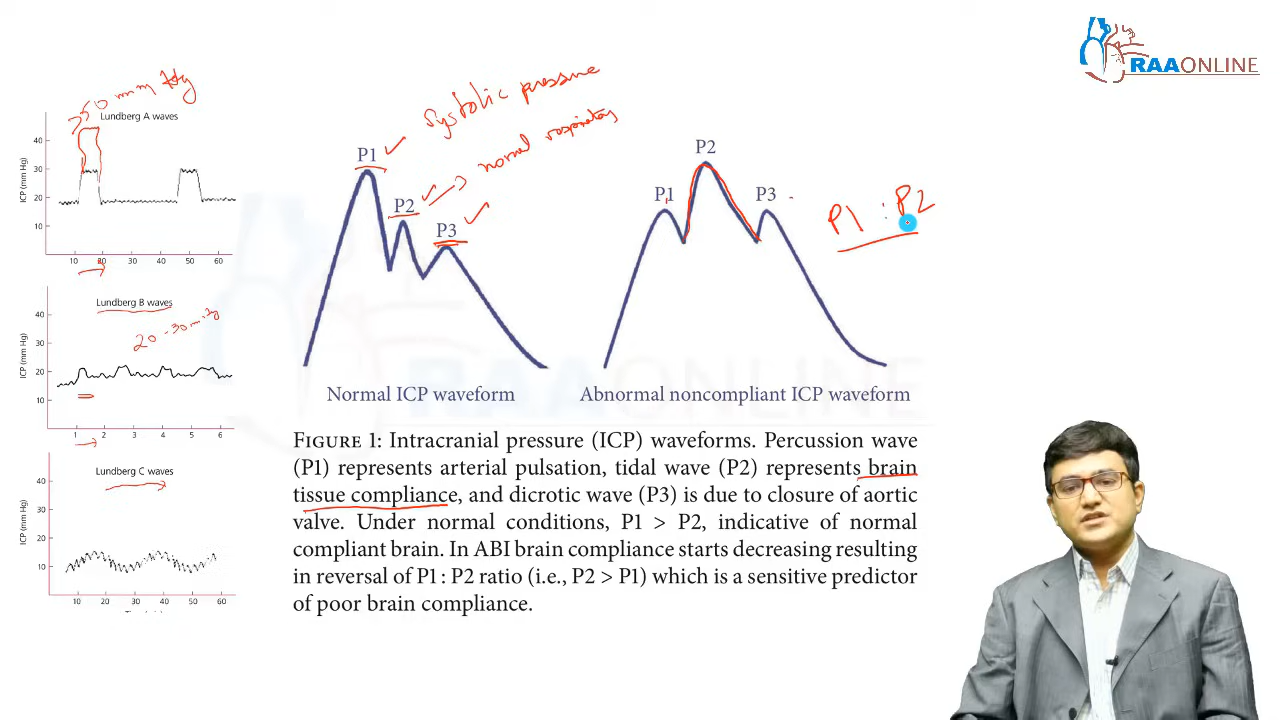 RAAONLINE
>50 mm Hg
Lundberg A waves
ICP (mm Hg)
40
30
20
10
10 20 30 40 50 60
Lundberg B waves
20-30 mmHg
ICP (mm Hg)
40
30
20
10
1 2 3 4 5 6
Lundberg C waves
ICP (mm Hg)
40
30
20
10
10 20 30 40 50 60
systolic pressure
normal respiratory
P1
P2
P3
Normal ICP waveform
P1
P2
P3
P1 : P2
Abnormal noncompliant ICP waveform
RAAONLINE
FIGURE 1: Intracranial pressure (ICP) waveforms. Percussion wave
(P1) represents arterial pulsation, tidal wave (P2) represents brain
tissue compliance, and dicrotic wave (P3) is due to closure of aortic
valve. Under normal conditions, P1 > P2, indicative of normal
compliant brain. In ABI brain compliance starts decreasing resulting
in reversal of P1 : P2 ratio (i.e., P2 > P1) which is a sensitive predictor
of poor brain compliance.